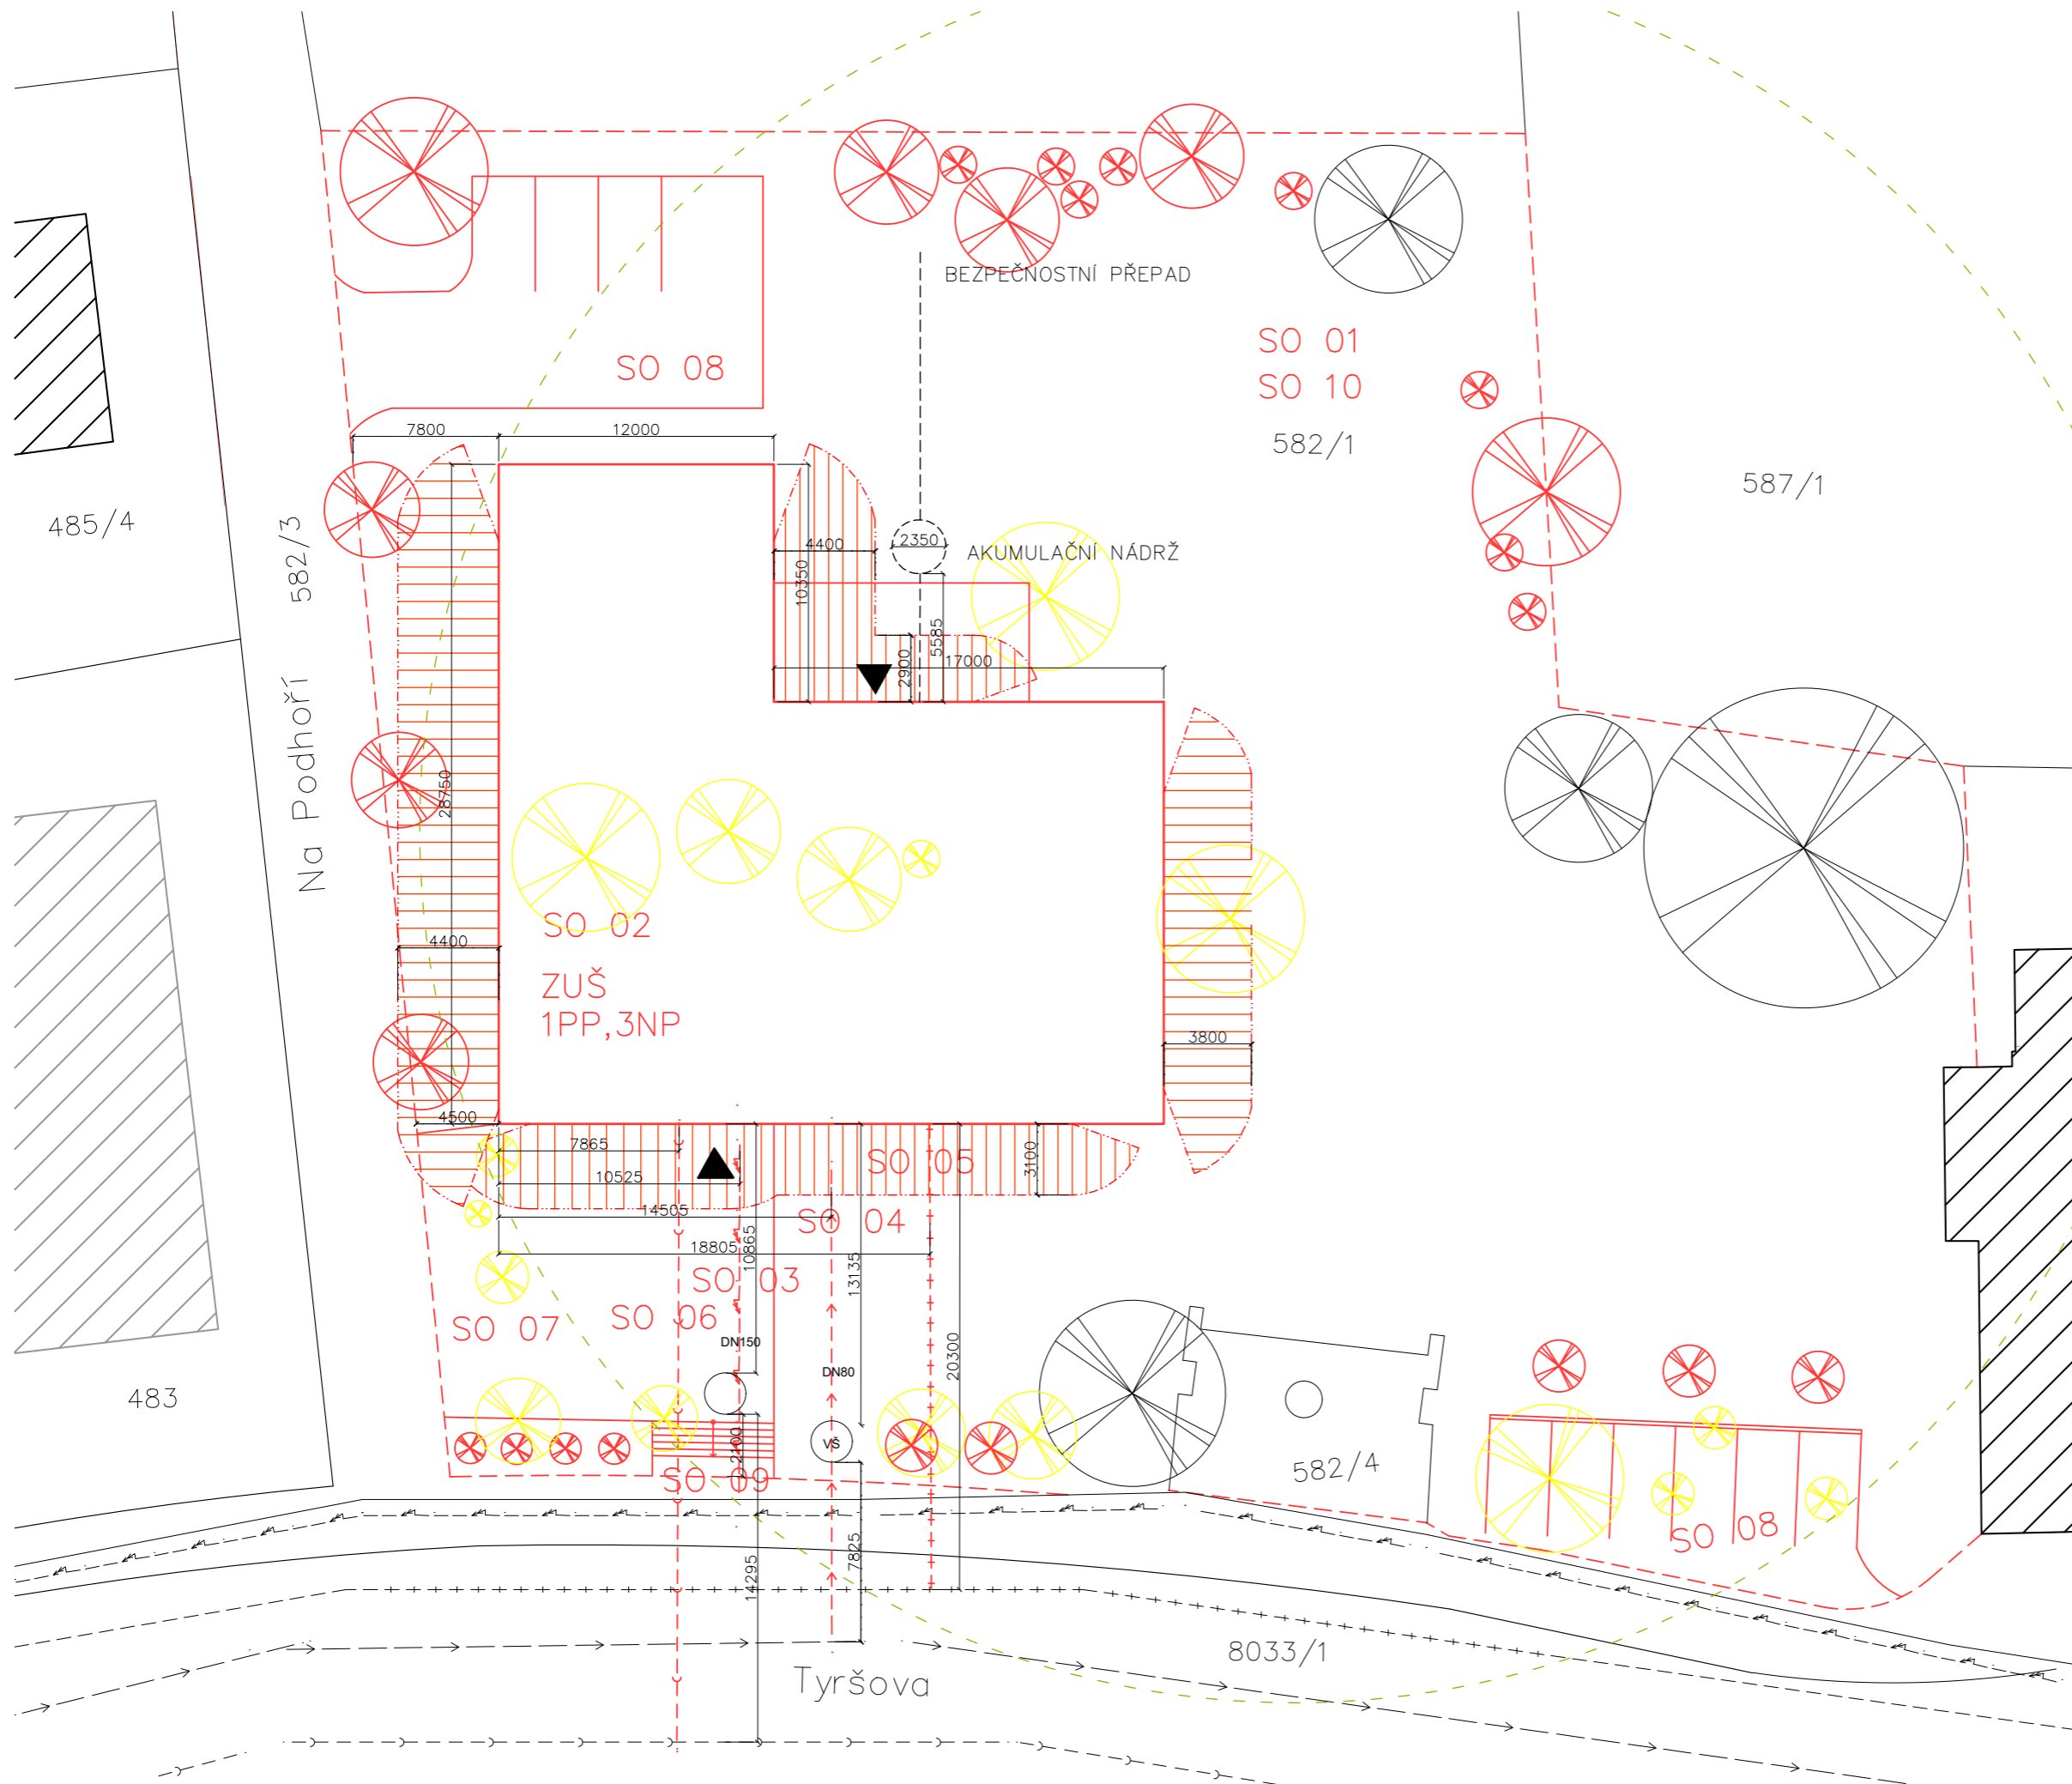 BEZPEČNOSTNÍ PŘEPAD
SO 01
SO 08
SO 10
7800
12000
582/1
587/1
485/4
582/3
4400
2350
AKUMULAČNÍ NÁDRŽ
10350
5585
2900
17000
Na Podhoří
28750
SO 02
4400
ZUŠ
1PP,3NP
3800
4500
7865
3100
SO 05
10525
14505
SO 04
18805
10865
13135
SO 03
SO 06
SO 07
DN150
DN80
20300
483
VŠ
2100
582/4
SO 09
SO 08
7825
14295
8033/1
Tyršova